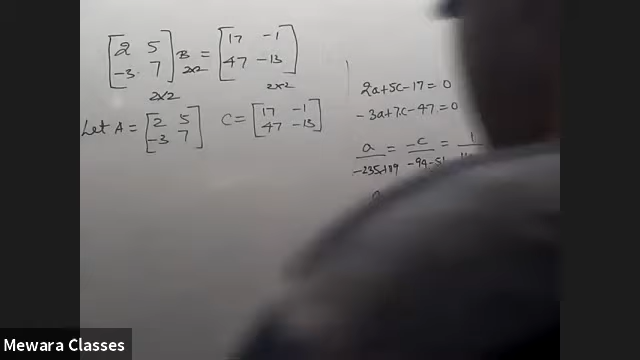 [2 5 -3 7] B 2x2 = [17 -1 47 -13]
2x2 2x2
Let A = [2 5 -3 7] C = [17 -1 47 -13]
2a+5c-17=0
-3a+7c-47=0
a/-235+119 = -c/-94-51 = 1/
Mewara Classes